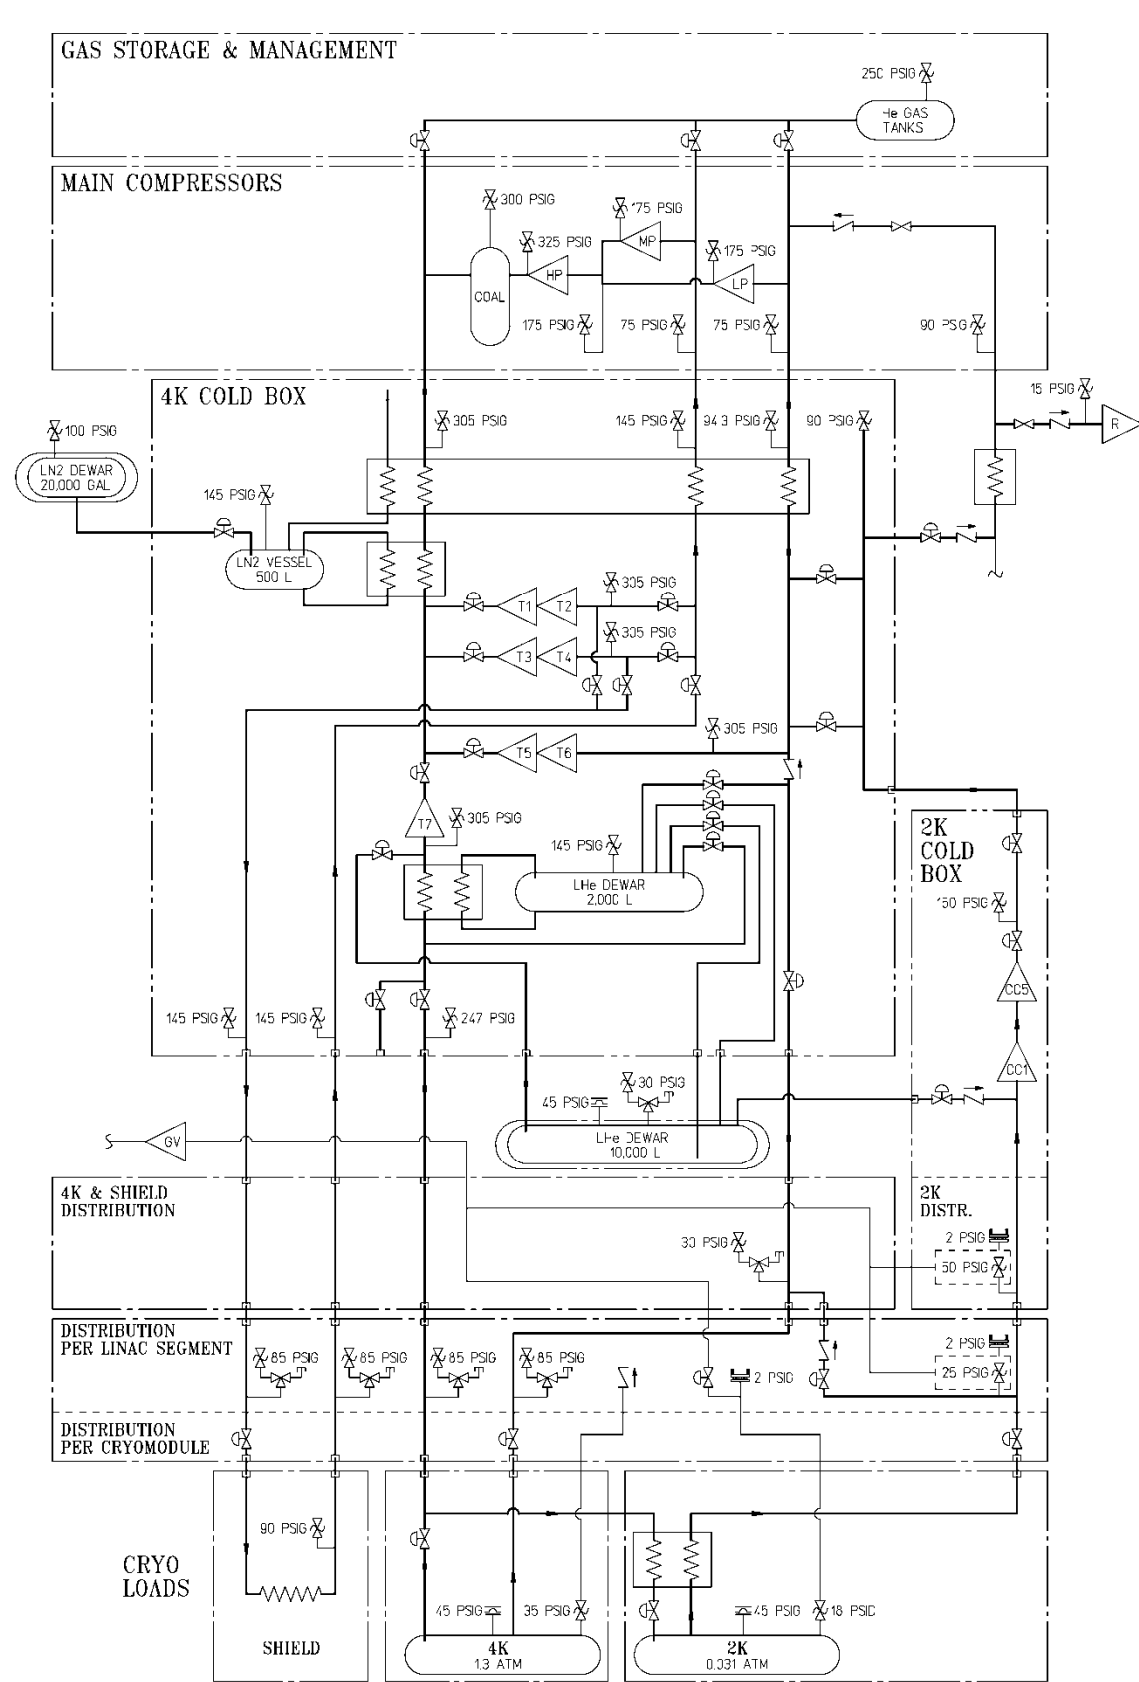 GAS STORAGE & MANAGEMENT
250 PSIG
He GAS
TANKS
MAIN COMPRESSORS
300 PSIG
175 PSIG
325 PSIG
175 PSIG
MP
HP
LP
COAL
175 PSIG
75 PSIG
75 PSIG
90 PSIG
15 PSIG
R
4K COLD BOX
305 PSIG
145 PSIG
94.3 PSIG
90 PSIG
100 PSIG
LN2 DEWAR
20,000 GAL
145 PSIG
LN2 VESSEL
500 L
305 PSIG
T1
T2
305 PSIG
T3
T4
305 PSIG
T5
T6
T7
305 PSIG
145 PSIG
LHe DEWAR
2,000 L
2K
COLD
BOX
150 PSIG
CC5
CC1
145 PSIG
145 PSIG
247 PSIG
30 PSIG
45 PSIG
LHe DEWAR
10,000 L
GV
4K & SHIELD
DISTRIBUTION
2K
DISTR.
30 PSIG
2 PSIG
50 PSIG
DISTRIBUTION
PER LINAC SEGMENT
85 PSIG
85 PSIG
85 PSIG
85 PSIG
2 PSID
2 PSIG
25 PSIG
DISTRIBUTION
PER CRYOMODULE
CRYO
LOADS
90 PSIG
SHIELD
45 PSIG
35 PSIG
4K
1.3 ATM
45 PSIG
18 PSID
2K
0.031 ATM